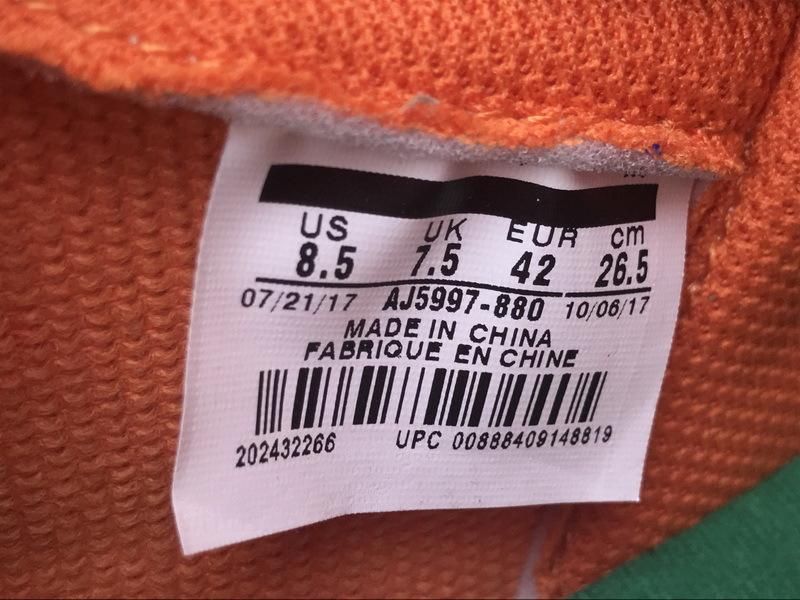 US UK EUR cm
8.5 7.5 42 26.5
07/21/17 AJ5997-880 10/06/17
MADE IN CHINA
FABRIQUE EN CHINE
202432266 UPC 00888409148819